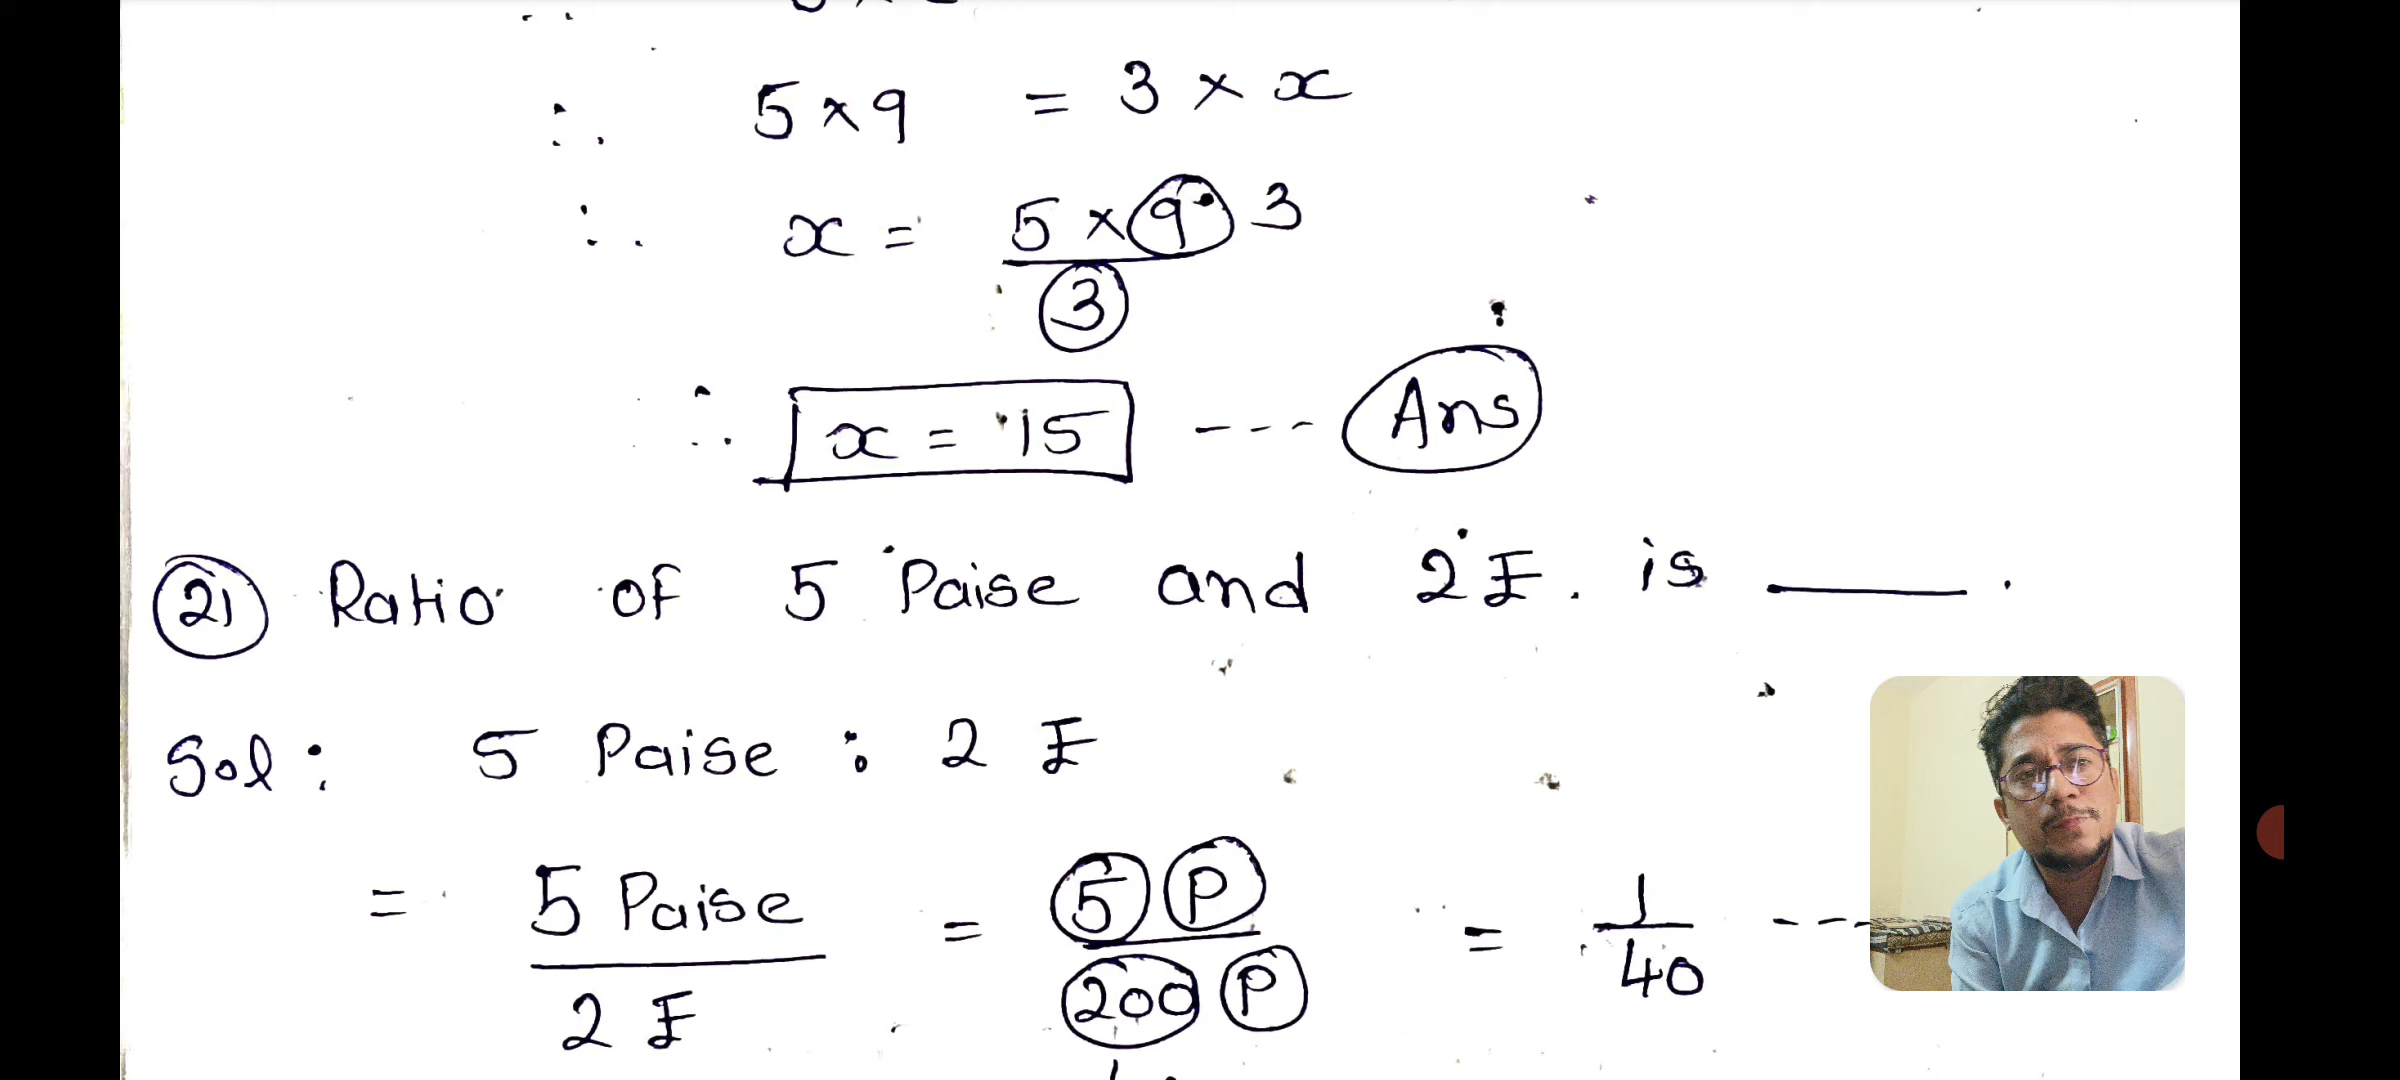 ∴ 5 × 9 = 3 × x
∴ x = 5 × 9 3
3
∴ x = 15 --- Ans
21 Ratio of 5 Paise and 2 ₹. is ____.
Sol: 5 Paise : 2 ₹
= 5 Paise = 5 P = 1 ---
2 ₹ 200 P 40